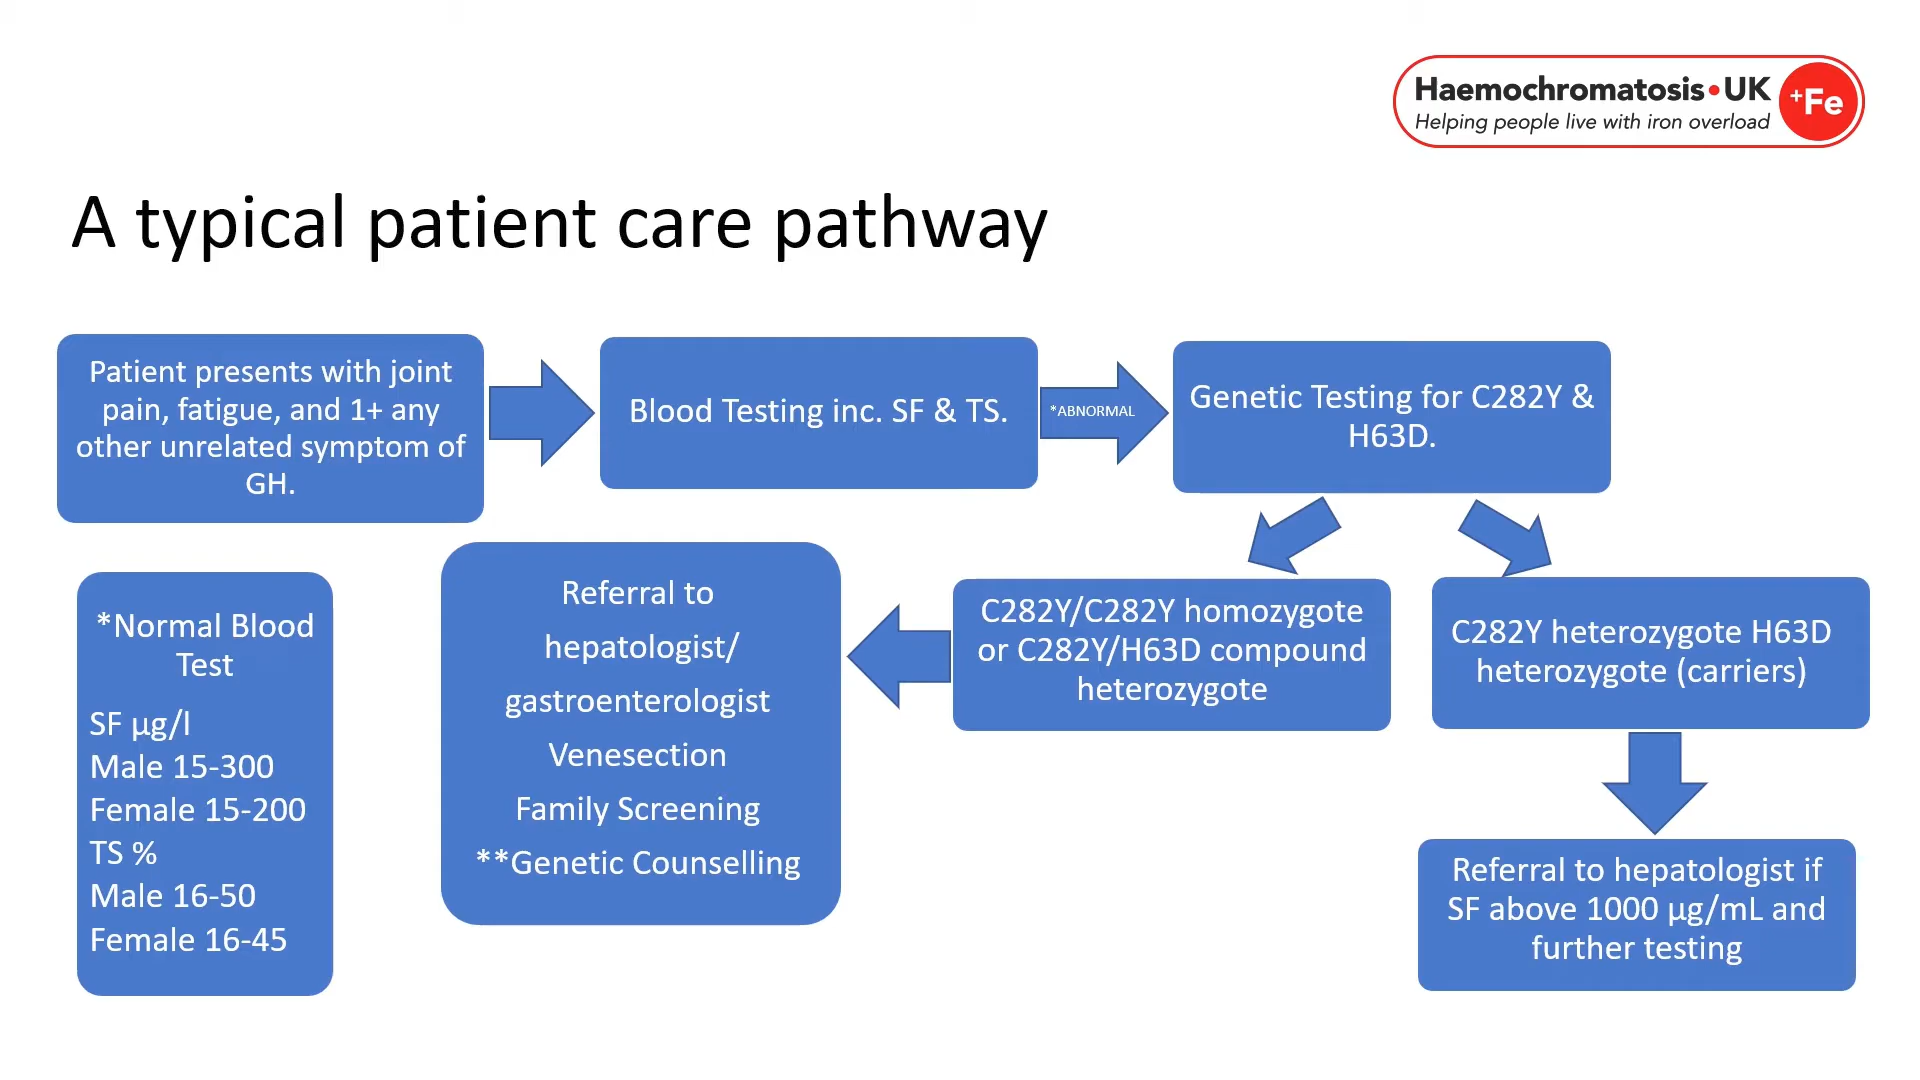 Haemochromatosis•UK
+Fe
Helping people live with iron overload
A typical patient care pathway
Patient presents with joint
pain, fatigue, and 1+ any
other unrelated symptom of
GH.
Blood Testing inc. SF & TS.
*ABNORMAL
Genetic Testing for C282Y &
H63D.
C282Y/C282Y homozygote
or C282Y/H63D compound
heterozygote
C282Y heterozygote H63D
heterozygote (carriers)
Referral to
hepatologist/
gastroenterologist
Venesection
Family Screening
**Genetic Counselling
Referral to hepatologist if
SF above 1000 µg/mL and
further testing
*Normal Blood
Test
SF µg/l
Male 15-300
Female 15-200
TS %
Male 16-50
Female 16-45